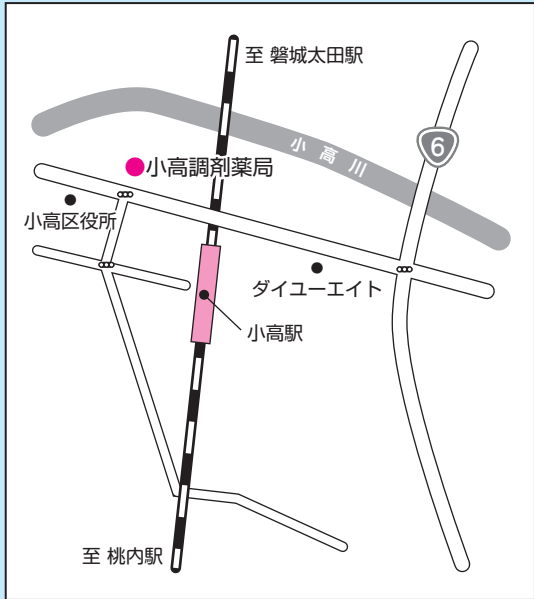 至 磐城太田駅
6
小高川
小高調剤薬局
小高区役所
ダイユーエイト
小高駅
至 桃内駅